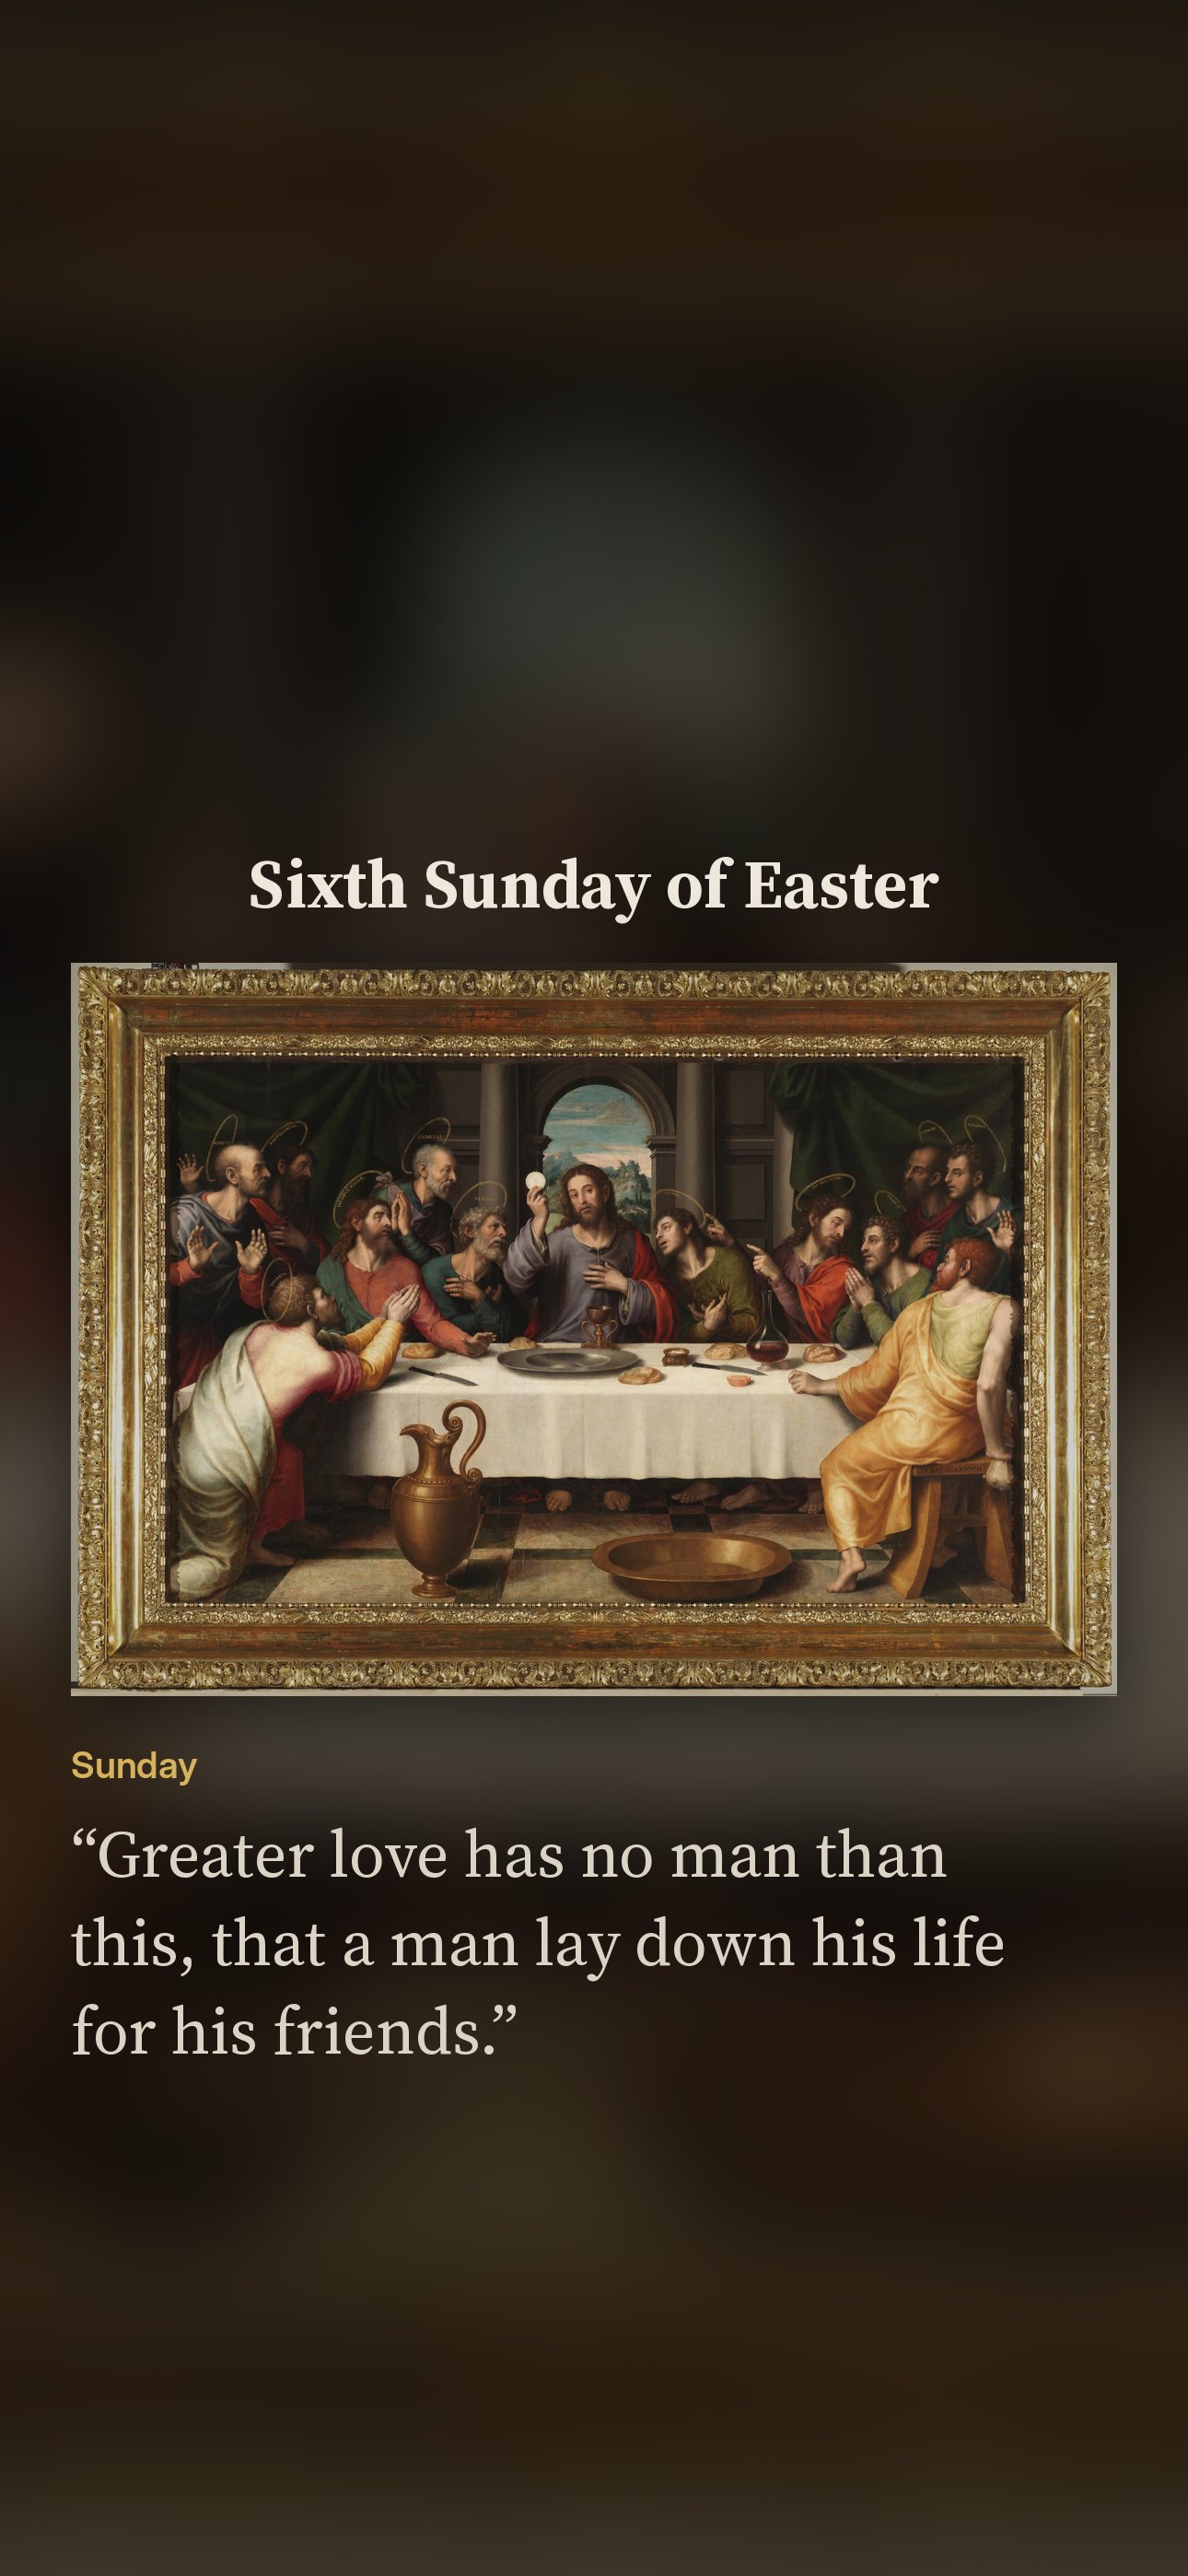 Sixth Sunday of Easter
Sunday
“Greater love has no man than
this, that a man lay down his life
for his friends.”